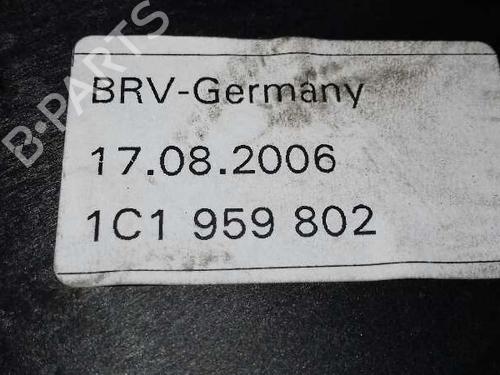 B-PARTS
BRV-Germany
17.08.2006
1C1 959 802